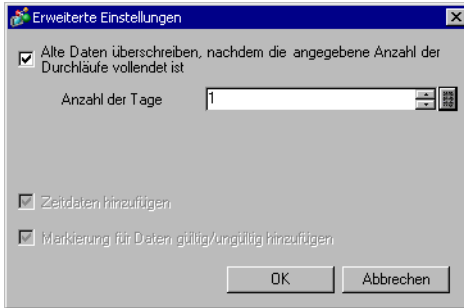 Erweiterte Einstellungen
Alte Daten überschreiben, nachdem die angegebene Anzahl der
Durchläufe vollendet ist
Anzahl der Tage
1
Zeitdaten hinzufügen
Markierung für Daten gültig/ungültig hinzufügen
OK
Abbrechen